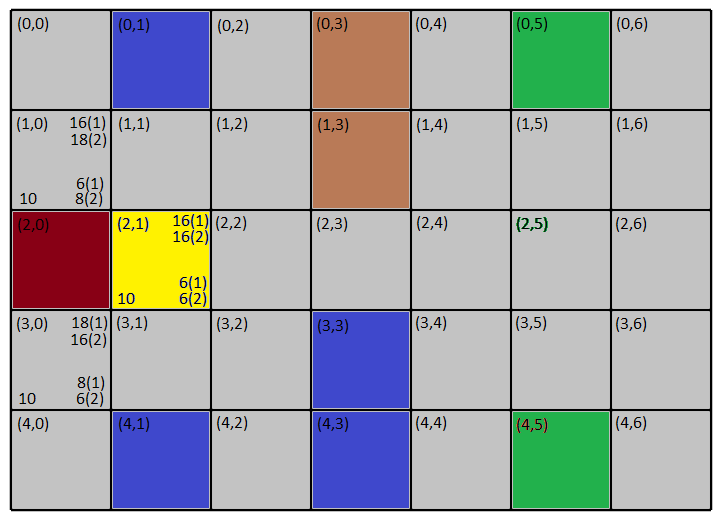 (0,0) (0,1) (0,2) (0,3) (0,4) (0,5) (0,6)
(1,0) 16(1) (1,1) (1,2) (1,3) (1,4) (1,5) (1,6)
18(2)
6(1)
10 8(2)
(2,0) (2,1) 16(1) (2,2) (2,3) (2,4) (2,5) (2,6)
16(2)
6(1)
10 6(2)
(3,0) 18(1) (3,1) (3,2) (3,3) (3,4) (3,5) (3,6)
16(2)
8(1)
10 6(2)
(4,0) (4,1) (4,2) (4,3) (4,4) (4,5) (4,6)